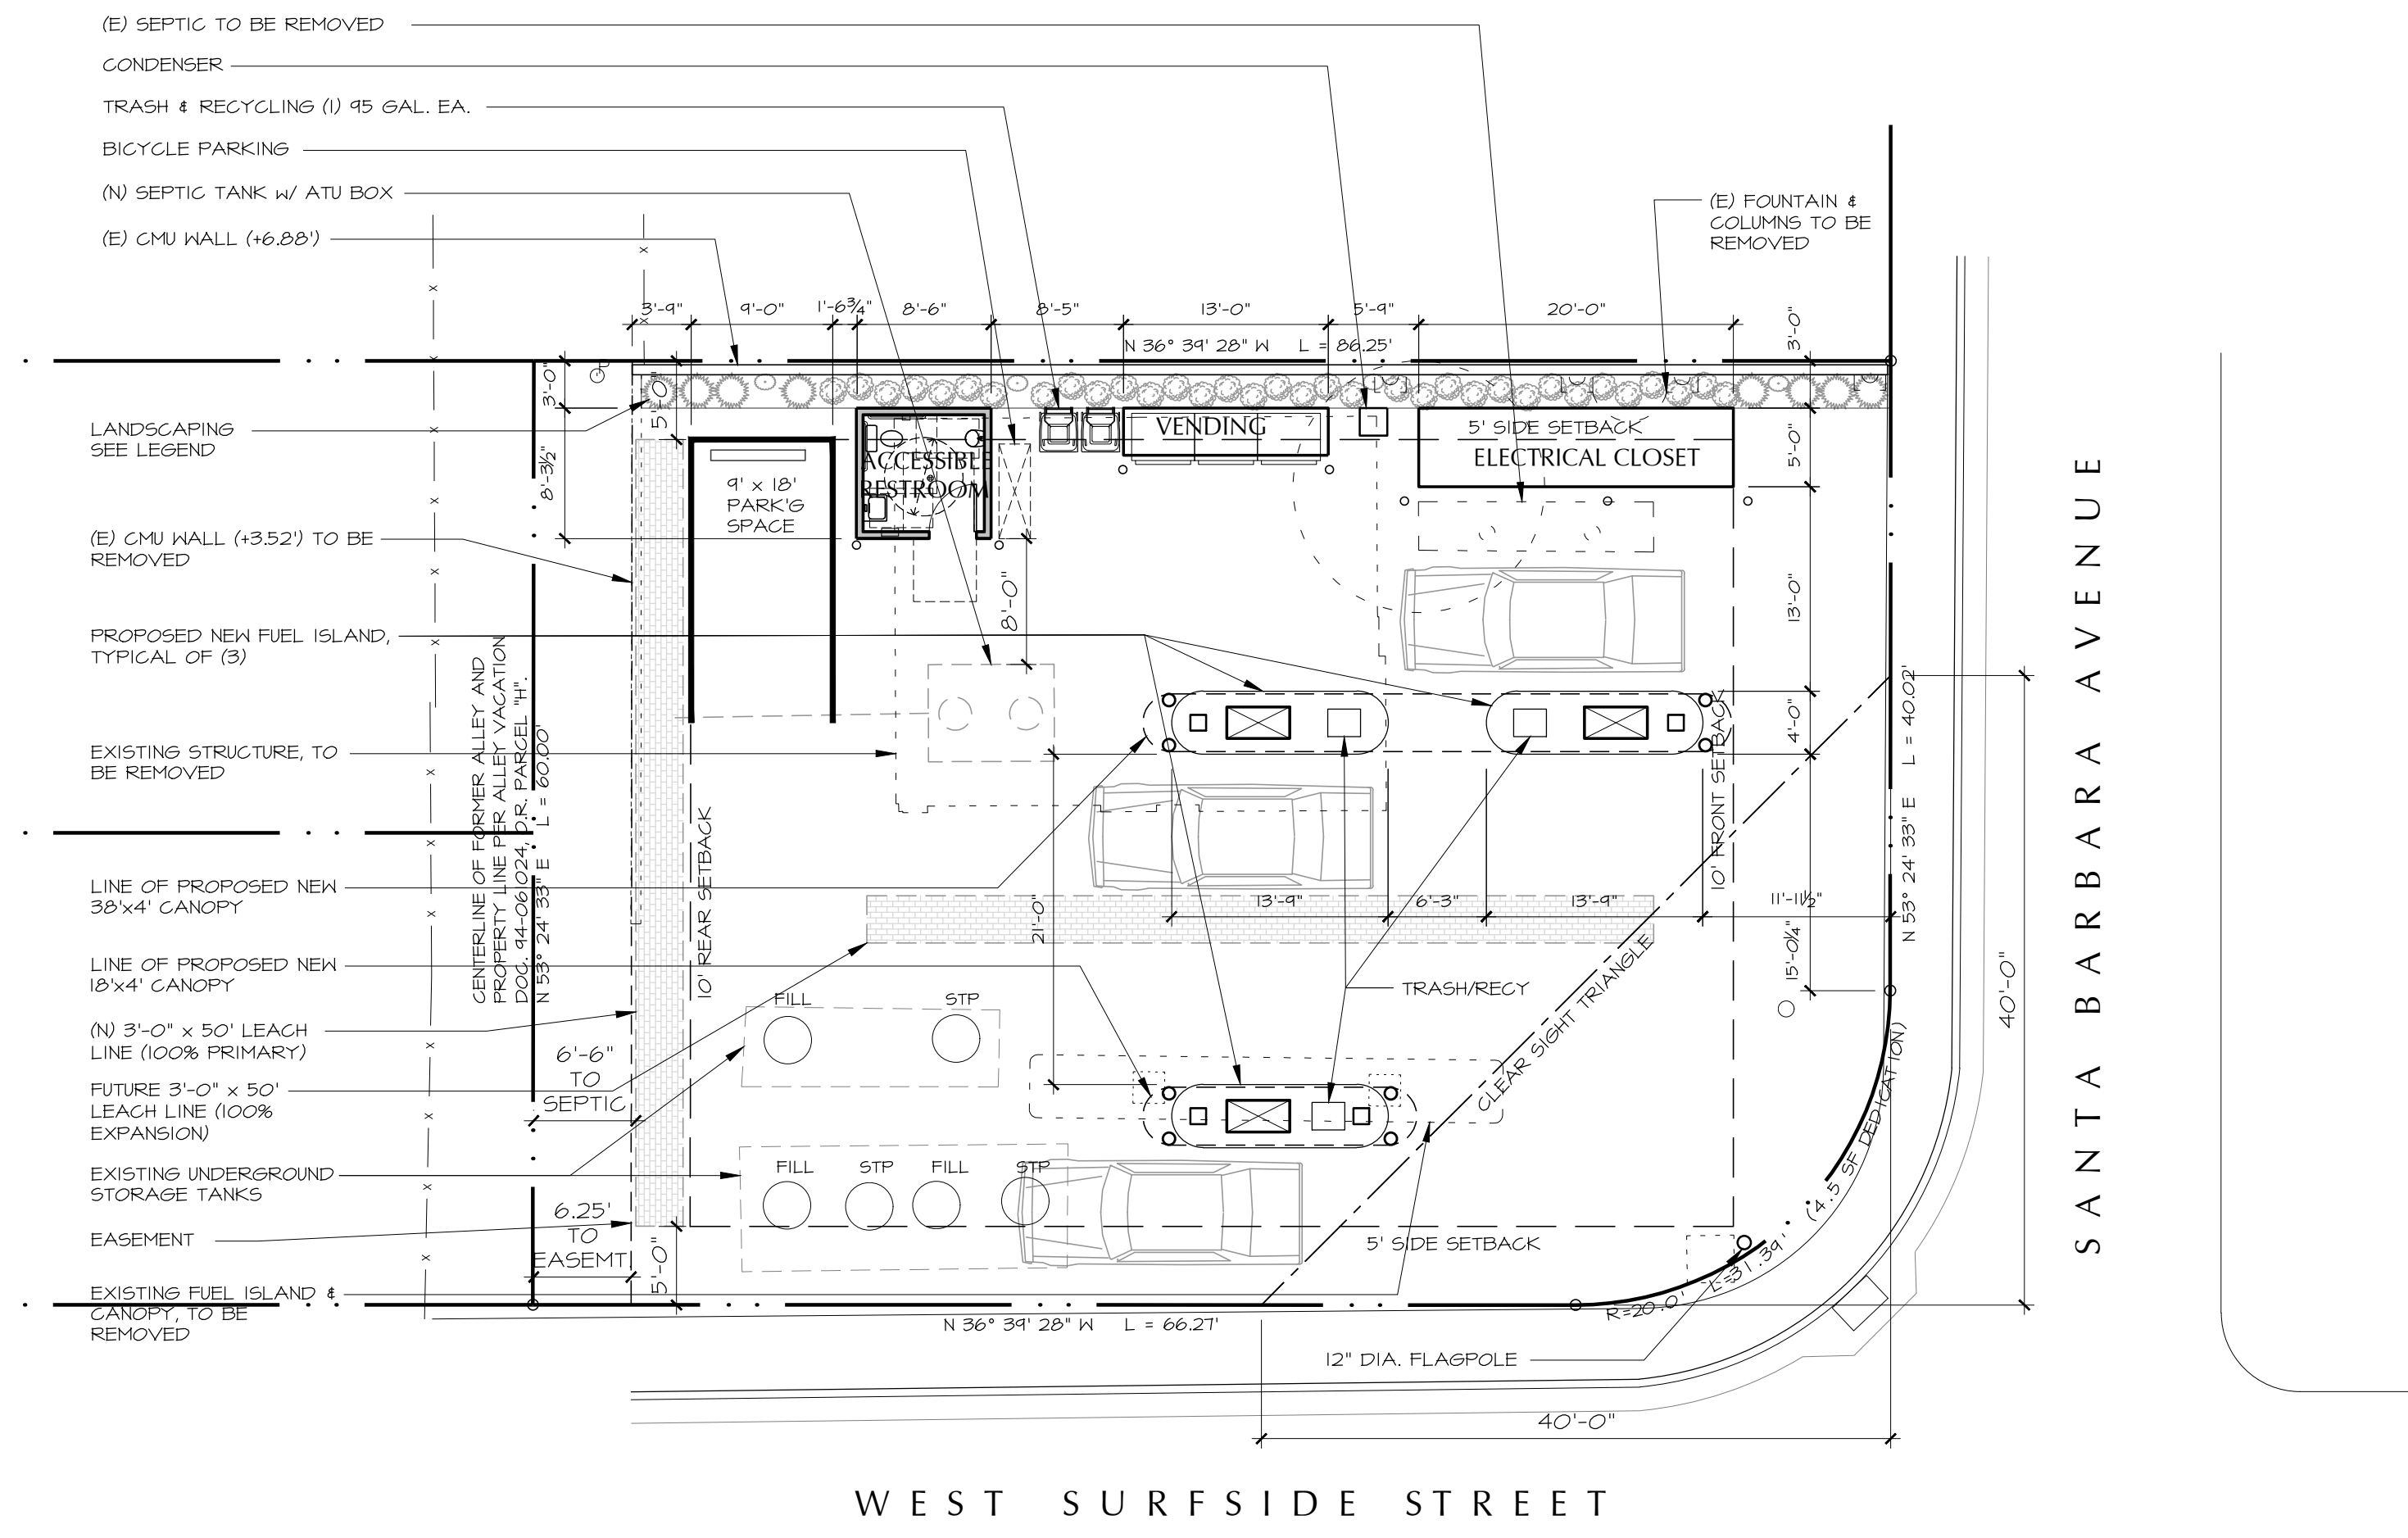 (E) SEPTIC TO BE REMOVED
CONDENSER
TRASH & RECYCLING (1) 95 GAL. EA.
BICYCLE PARKING
(N) SEPTIC TANK w/ ATU BOX
(E) CMU WALL (+6.88')
(E) FOUNTAIN &
COLUMNS TO BE
REMOVED
3'-9"
9'-0"
1'-6¾"
8'-6"
8'-5"
13'-0"
5'-9"
20'-0"
3'-0"
N 36° 39' 28" W L = 86.25'
3'-0"
5'-0"
8'-3½"
LANDSCAPING
SEE LEGEND
VENDING
5' SIDE SETBACK
ELECTRICAL CLOSET
5'-0"
ACCESSIBLE
RESTROOM
9' x 18'
PARK'G
SPACE
(E) CMU WALL (+3.52') TO BE
REMOVED
8'-0"
13'-0"
PROPOSED NEW FUEL ISLAND,
TYPICAL OF (3)
4'-0"
EXISTING STRUCTURE, TO
BE REMOVED
CENTERLINE OF FORMER ALLEY AND
PROPERTY LINE PER ALLEY VACATION
DOC. 94-061024, O.R. PARCEL "H".
N 53° 24' 33" E L = 60.00'
10' REAR SETBACK
10' FRONT SETBACK
N 53° 24' 33" E L = 40.02'
SANTA BARBARA AVENUE
LINE OF PROPOSED NEW
38'x4' CANOPY
21'-0"
13'-9"
6'-3"
13'-9"
11'-11½"
15'-0¼"
40'-0"
LINE OF PROPOSED NEW
18'x4' CANOPY
TRASH/RECY
CLEAR SIGHT TRIANGLE
FILL
STP
(N) 3'-0" x 50' LEACH
LINE (100% PRIMARY)
6'-6"
TO
SEPTIC
FUTURE 3'-0" x 50'
LEACH LINE (100%
EXPANSION)
(4.5 SF DEDICATION)
EXISTING UNDERGROUND
STORAGE TANKS
FILL
STP
FILL
STP
6.25'
TO
EASEMT.
EASEMENT
5'-0"
5' SIDE SETBACK
EXISTING FUEL ISLAND &
CANOPY, TO BE
REMOVED
L=31.39'
R=20.0'
N 36° 39' 28" W L = 66.27'
12" DIA. FLAGPOLE
40'-0"
WEST SURFSIDE STREET